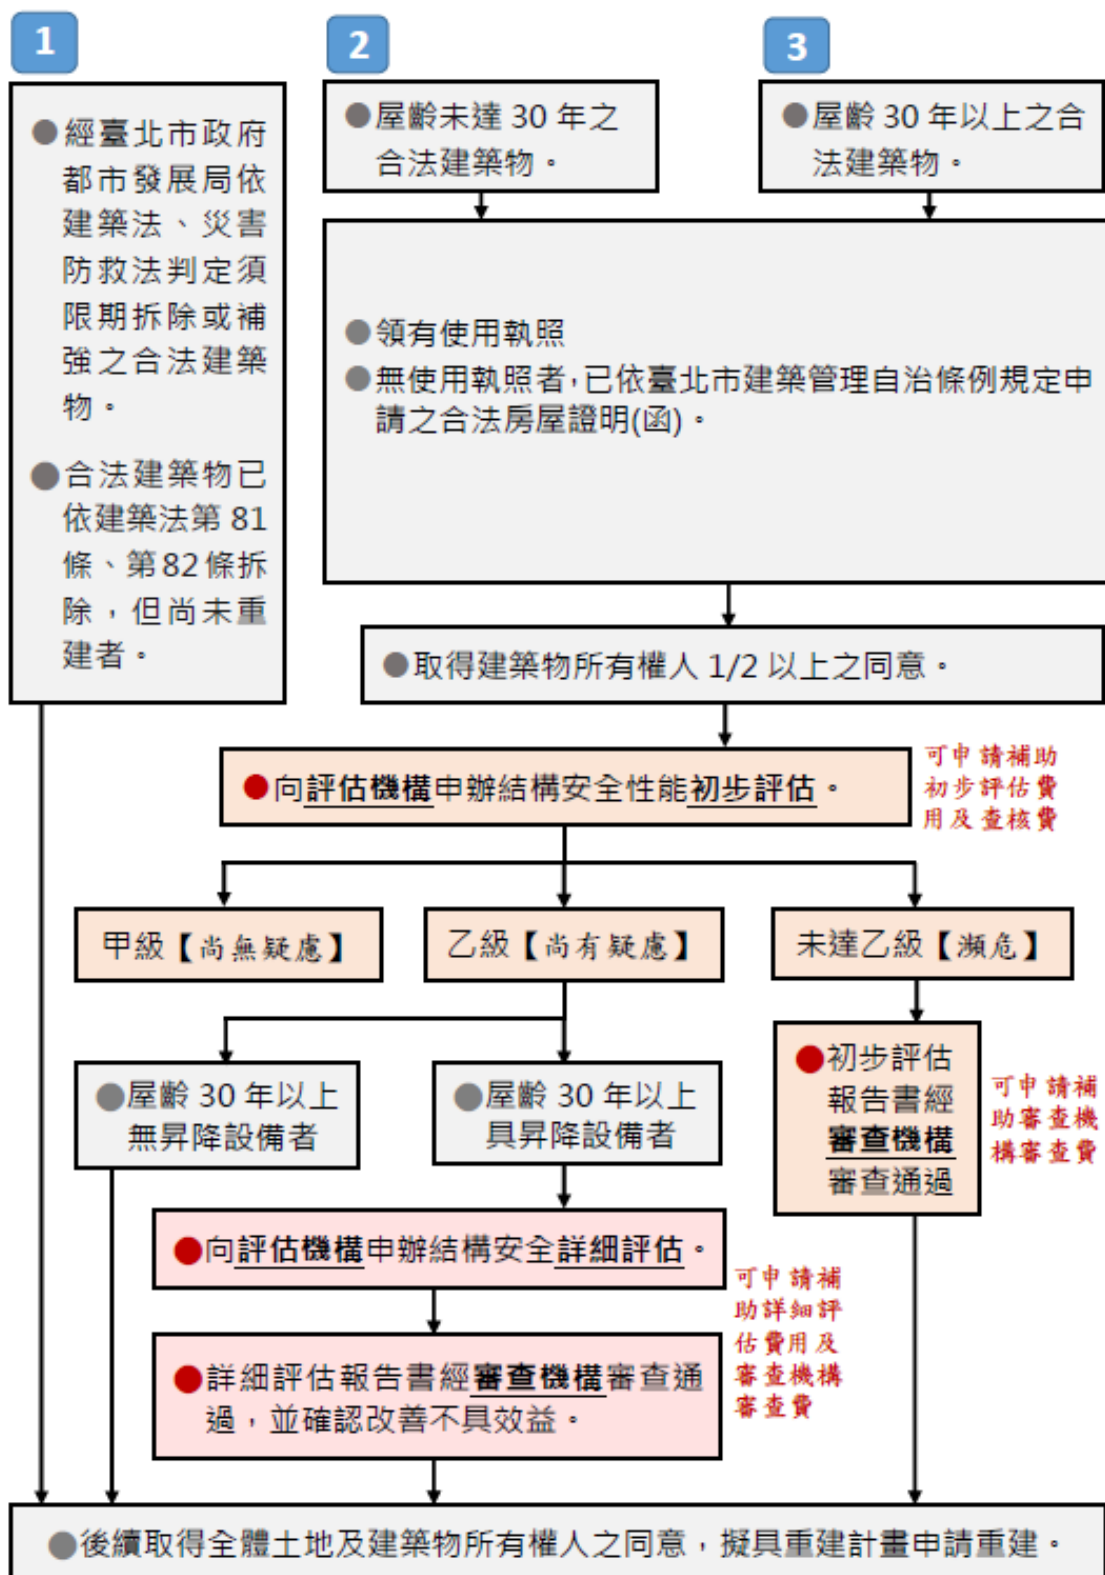 1
2
3
●經臺北市政府
都市發展局依
建築法、災害
防救法判定須
限期拆除或補
強之合法建築
物。
●合法建築物已
依建築法第 81
條、第 82 條拆
除，但尚未重
建者。
●屋齡未達 30 年之
合法建築物。
●屋齡 30 年以上之合
法建築物。
●領有使用執照
●無使用執照者,已依臺北市建築管理自治條例規定申
請之合法房屋證明(函)。
●取得建築物所有權人 1/2 以上之同意。
●向評估機構申辦結構安全性能初步評估。
可申請補助
初步評估費
用及查核費
甲級【尚無疑慮】
乙級【尚有疑慮】
未達乙級【瀕危】
●屋齡 30 年以上
無昇降設備者
●屋齡 30 年以上
具昇降設備者
●初步評估
報告書經
審查機構
審查通過
可申請補
助審查機
構審查費
●向評估機構申辦結構安全詳細評估。
●詳細評估報告書經審查機構審查通
過，並確認改善不具效益。
可申請補
助詳細評
估費用及
審查機構
審查費
●後續取得全體土地及建築物所有權人之同意，擬具重建計畫申請重建。